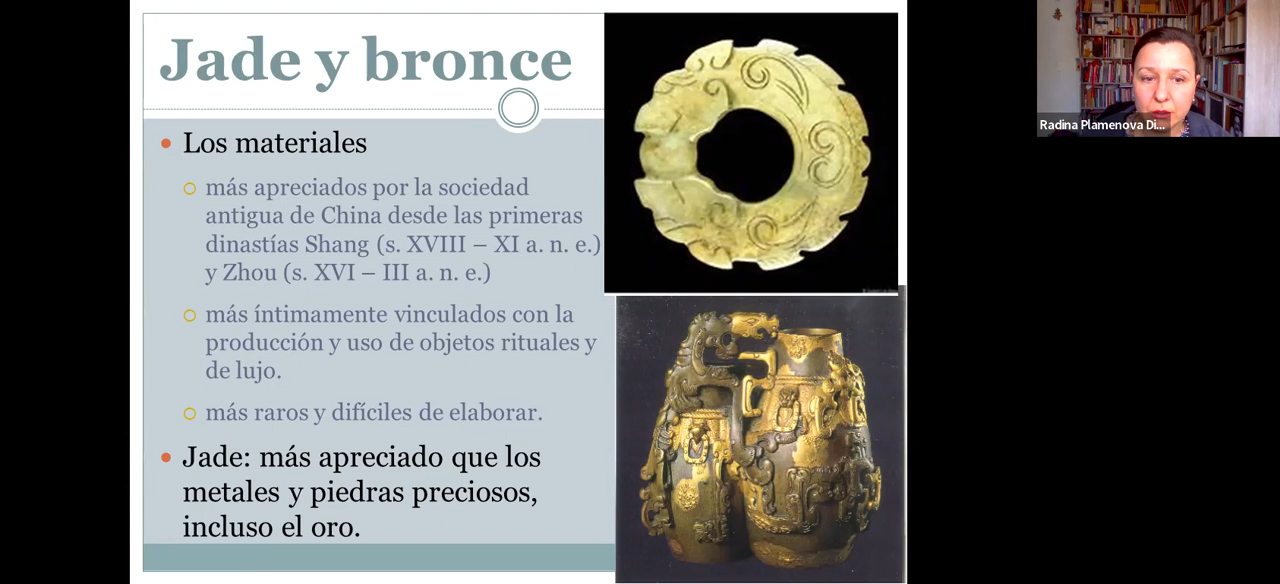 Jade y bronce
Los materiales
más apreciados por la sociedad
antigua de China desde las primeras
dinastías Shang (s. XVIII – XI a. n. e.)
y Zhou (s. XVI – III a. n. e.)
más íntimamente vinculados con la
producción y uso de objetos rituales y
de lujo.
más raros y difíciles de elaborar.
Jade: más apreciado que los
metales y piedras preciosos,
incluso el oro.
Radina Plamenova Di...